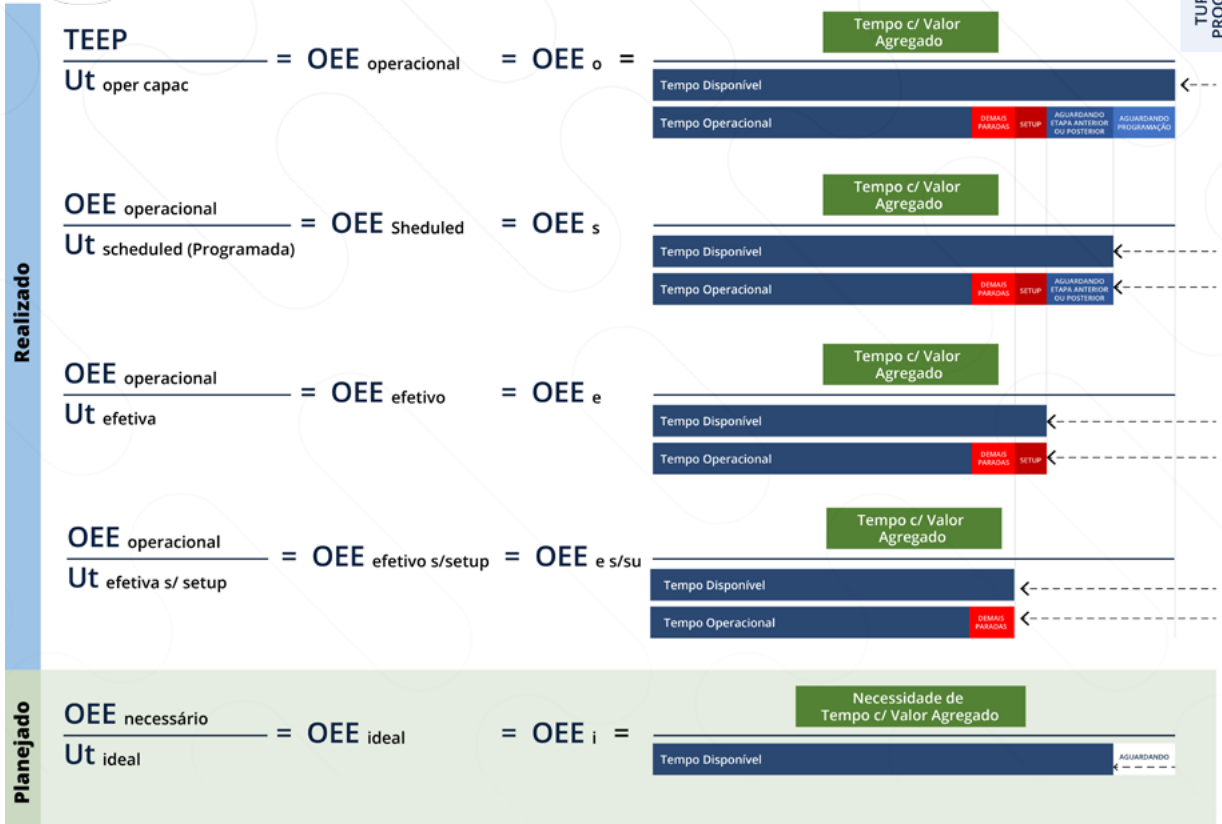 TUR
PROG
Realizado
TEEP
Ut oper capac
= OEE operacional = OEE o =
Tempo c/ Valor
Agregado
Tempo Disponível
Tempo Operacional
DEMAIS
PARADAS
SETUP
AGUARDANDO
ETAPA ANTERIOR
OU POSTERIOR
AGUARDANDO
PROGRAMAÇÃO
OEE operacional
Ut scheduled (Programada)
= OEE Sheduled = OEE s
Tempo c/ Valor
Agregado
Tempo Disponível
Tempo Operacional
DEMAIS
PARADAS
SETUP
AGUARDANDO
ETAPA ANTERIOR
OU POSTERIOR
OEE operacional
Ut efetiva
= OEE efetivo = OEE e
Tempo c/ Valor
Agregado
Tempo Disponível
Tempo Operacional
DEMAIS
PARADAS
SETUP
OEE operacional
Ut efetiva s/ setup
= OEE efetivo s/setup = OEE e s/su
Tempo c/ Valor
Agregado
Tempo Disponível
Tempo Operacional
DEMAIS
PARADAS
Planejado
OEE necessário
Ut ideal
= OEE ideal = OEE i =
Necessidade de
Tempo c/ Valor Agregado
Tempo Disponível
AGUARDANDO